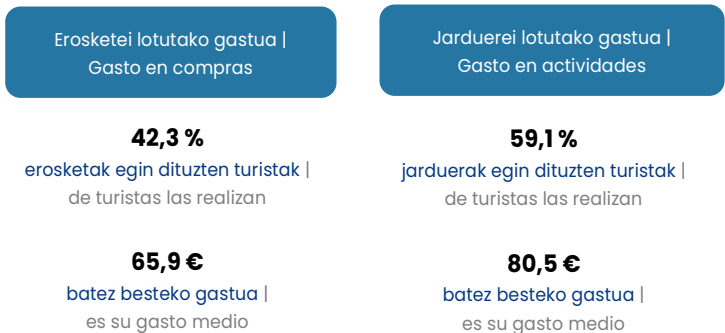 Erosketei lotutako gastua |
Gasto en compras
42,3 %
erosketak egin dituzten turistak |
de turistas las realizan
65,9 €
batez besteko gastua |
es su gasto medio
Jarduerei lotutako gastua |
Gasto en actividades
59,1 %
jarduerak egin dituzten turistak |
de turistas las realizan
80,5 €
batez besteko gastua |
es su gasto medio